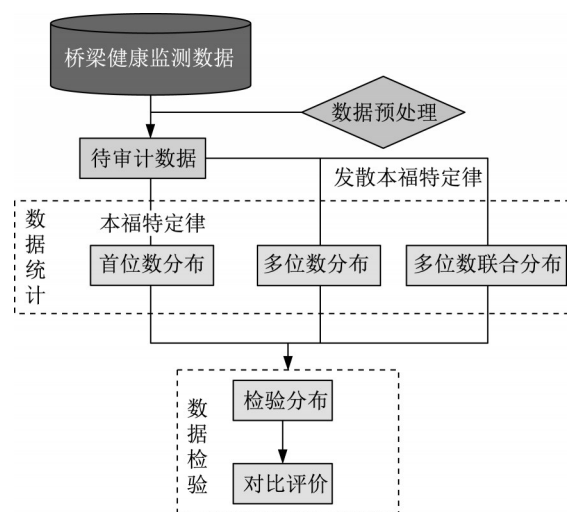 桥梁健康监测数据
数据预处理
待审计数据
发散本福特定律
本福特定律
数据统计
首位数分布
多位数分布
多位数联合分布
检验分布
数据检验
对比评价